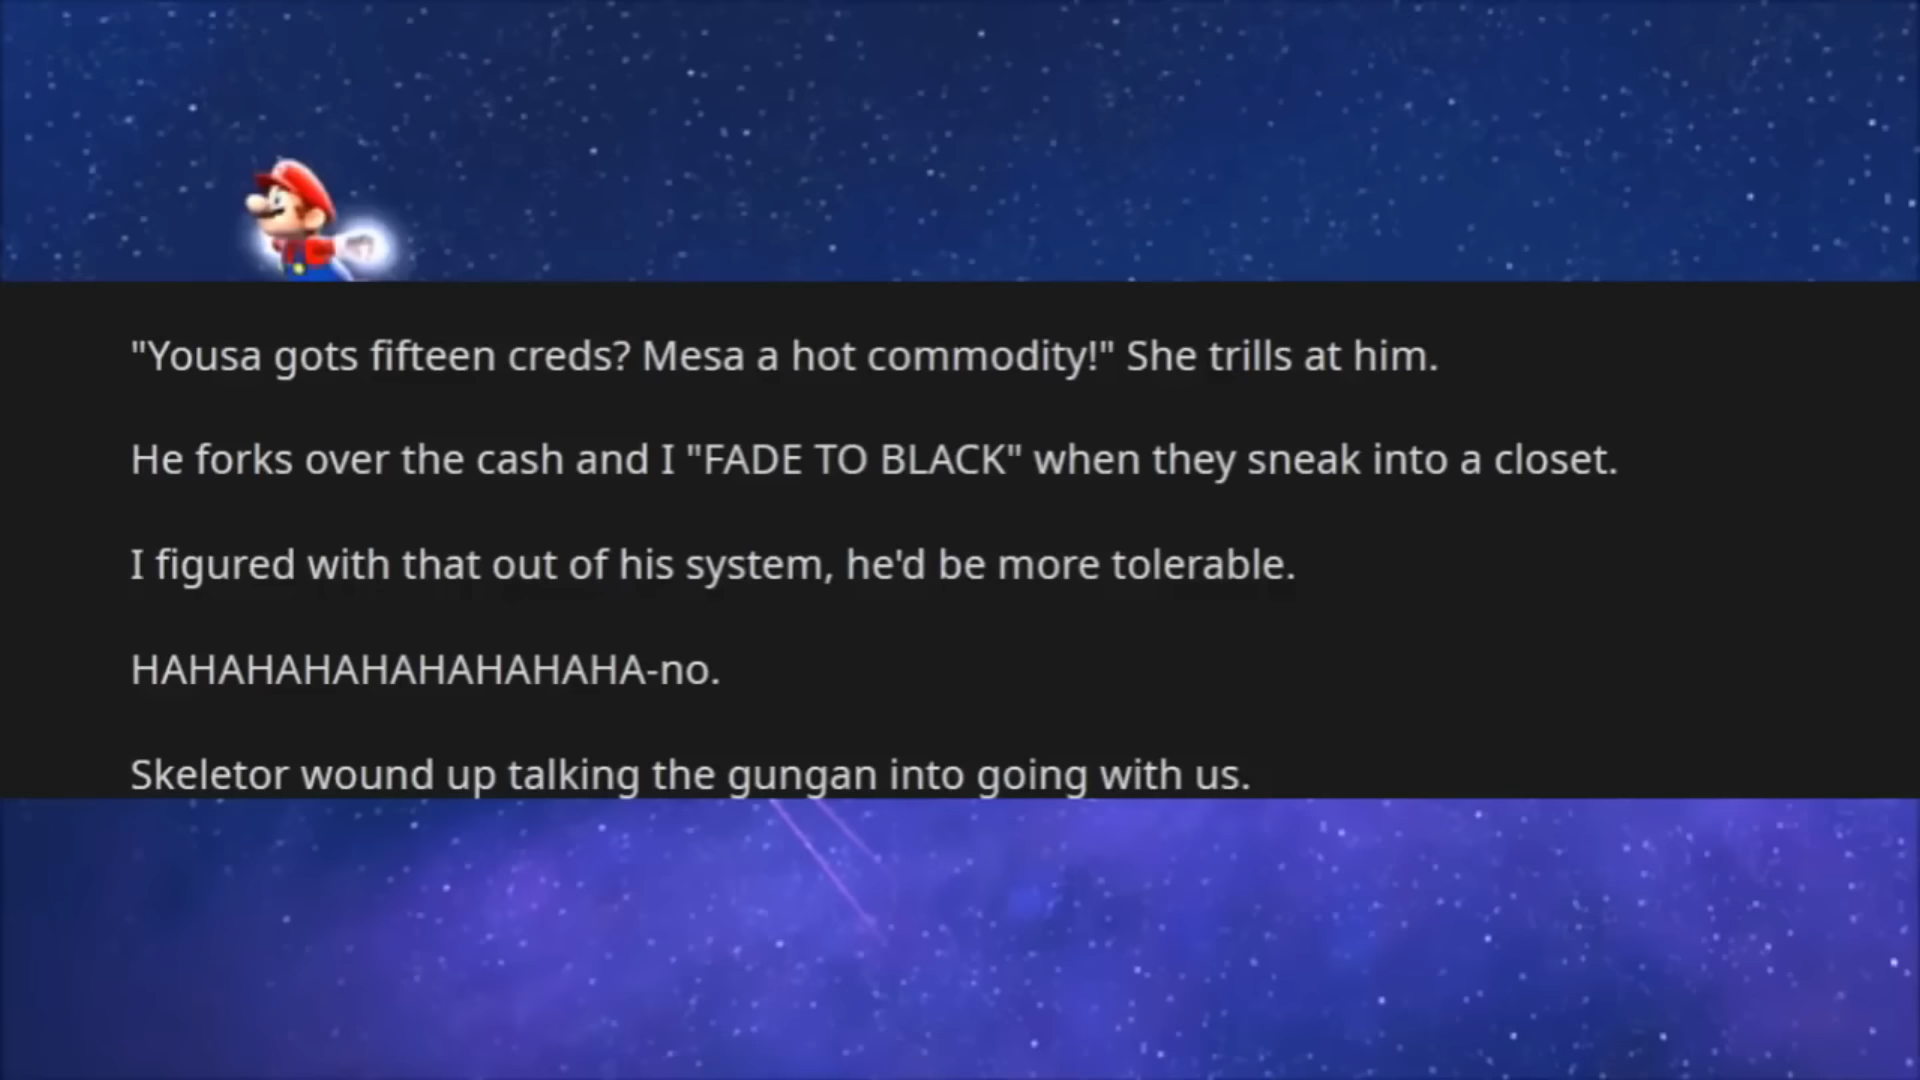 "Yousa gots fifteen creds? Mesa a hot commodity!" She trills at him.
He forks over the cash and I "FADE TO BLACK" when they sneak into a closet.
I figured with that out of his system, he'd be more tolerable.
HAHAHAHAHAHAHAHAHA-no.
Skeletor wound up talking the gungan into going with us.